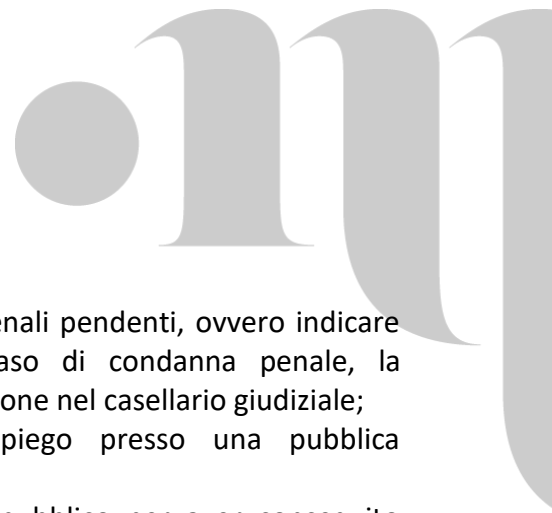 enali pendenti, ovvero indicare
aso di condanna penale, la
one nel casellario giudiziale;
piego presso una pubblica